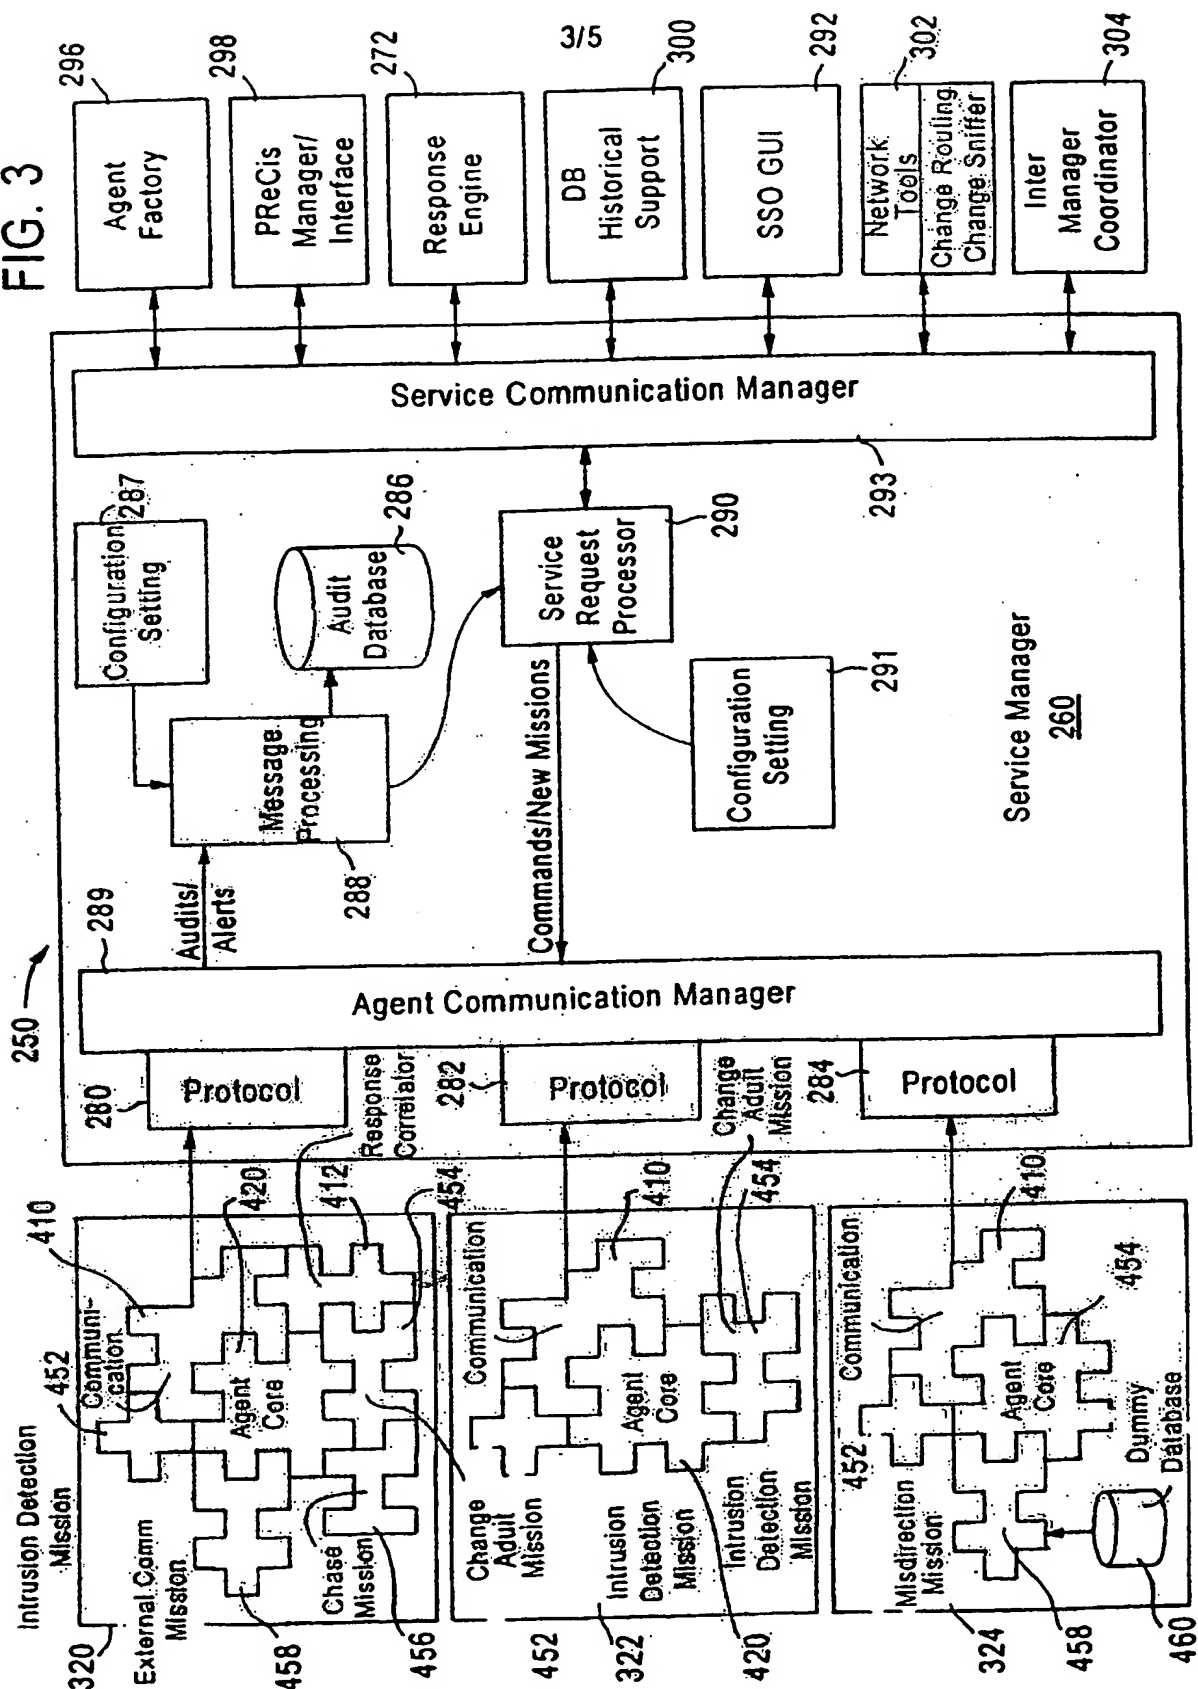 3/5
FIG. 3
296
298
272
300
292
302
304
Agent
Factory
PReCis
Manager/
Interface
Response
Engine
DB
Historical
Support
SSO GUI
Network
Tools
Change Routing
Change Sniffer
Inter
Manager
Coordinator
Service Communication Manager
293
Configuration
Setting
287
Audit
Database
286
Service
Request
Processor
290
Message
Processing
288
Configuration
Setting
291
Commands/New Missions
Audits/
Alerts
Service Manager
260
289
250
Agent Communication Manager
280
Protocol
282
Protocol
284
Protocol
Response
Correlator
Change
Adult
Mission
410
420
412
454
452
Communi-
cation
Agent
Core
Intrusion Detection
Mission
External Comm
Mission
Chase
Mission
320
458
456
Communication
410
454
Agent
Core
Change
Adult
Mission
Intrusion
Detection
Mission
Intrusion
Detection
Mission
452
322
420
Communication
410
454
452
Agent
Core
Misdirection
Mission
Dummy
Database
324
458
460